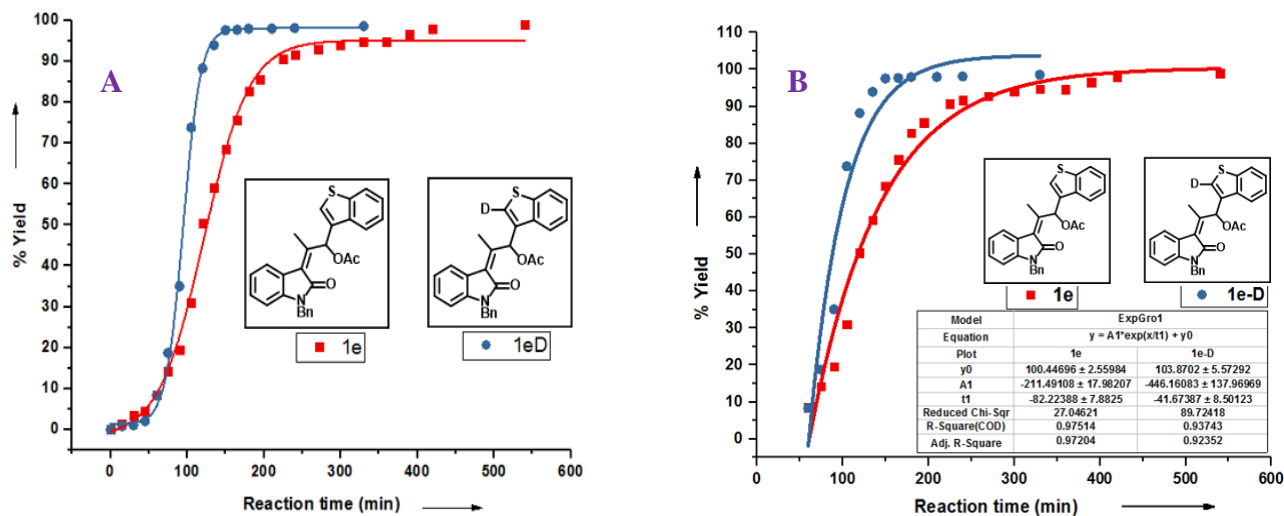 A
% Yield
100
90
80
70
60
50
40
30
20
10
0
0 100 200 300 400 500 600
Reaction time (min)
S
OAc
O
N
Bn
1e
S
D
OAc
O
N
Bn
1eD
B
% Yield
110
100
90
80
70
60
50
40
30
20
10
0
0 100 200 300 400 500 600
Reaction time (min)
S
OAc
O
N
Bn
1e
S
D
OAc
O
N
Bn
1e-D
Model ExpGro1
Equation y = A1*exp(x/t1) + y0
Plot 1e 1e-D
y0 100.44696 ± 2.55984 103.8702 ± 5.57292
A1 -211.49108 ± 17.98207 -446.16083 ± 137.96969
t1 -82.22388 ± 7.8825 -41.67387 ± 8.50123
Reduced Chi-Sqr 27.04621 89.72418
R-Square(COD) 0.97514 0.93743
Adj. R-Square 0.97204 0.92352